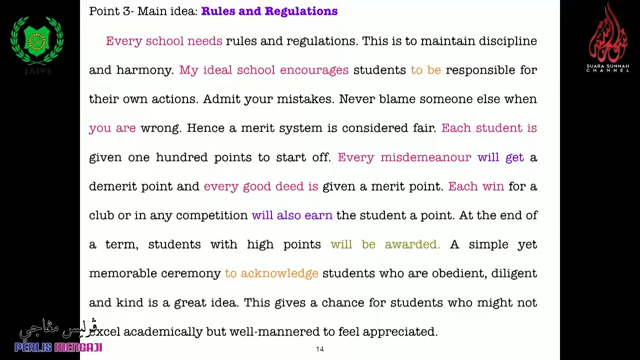 Point 3- Main idea: Rules and Regulations
Every school needs rules and regulations. This is to maintain discipline
and harmony. My ideal school encourages students to be responsible for
their own actions. Admit your mistakes. Never blame someone else when
you are wrong. Hence a merit system is considered fair. Each student is
given one hundred points to start off. Every misdemeanour will get a
demerit point and every good deed is given a merit point. Each win for a
club or in any competition will also earn the student a point. At the end of
a term, students with high points will be awarded. A simple yet
memorable ceremony to acknowledge students who are obedient, diligent
and kind is a great idea. This gives a chance for students who might not
excel academically but well-mannered to feel appreciated.
14
JAIPs
SUARA SUNNAH
CHANNEL
ڤرليس مڠاجي
PERLIS MENGAJI